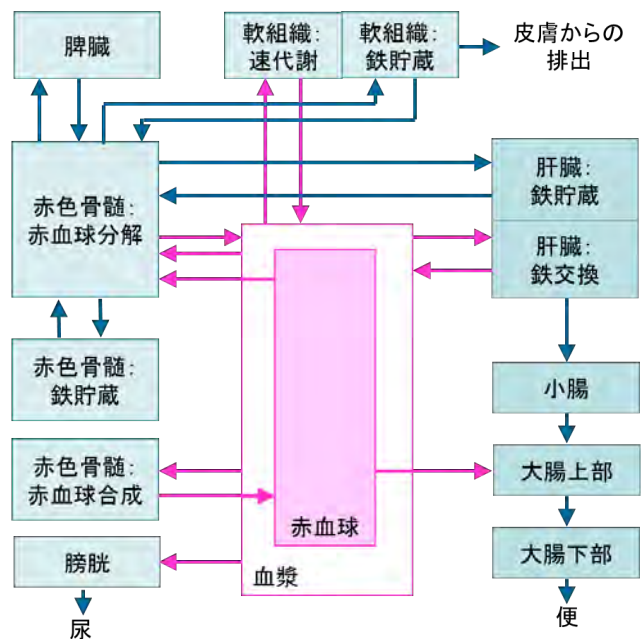 脾臓
軟組織：
速代謝
軟組織：
鉄貯蔵
皮膚からの
排出
赤色骨髄：
赤血球分解
肝臓：
鉄貯蔵
肝臓：
鉄交換
赤色骨髄：
鉄貯蔵
小腸
赤色骨髄：
赤血球合成
大腸上部
赤血球
大腸下部
膀胱
血漿
尿
便